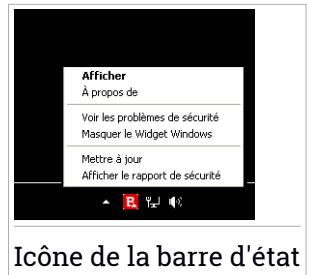 Afficher
À propos de
Voir les problèmes de sécurité
Masquer le Widget Windows
Mettre à jour
Afficher le rapport de sécurité
B
Icône de la barre d'état